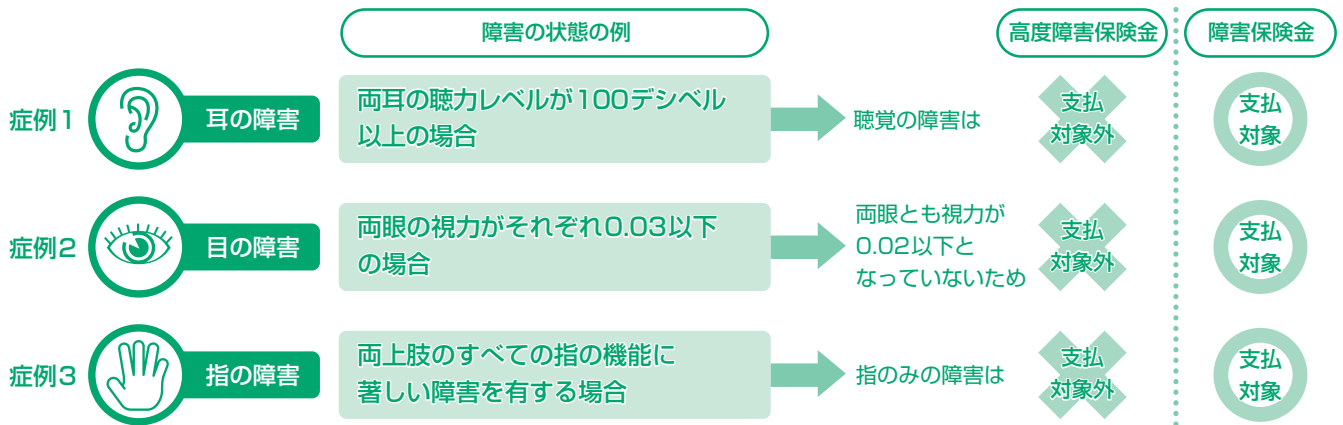 障害の状態の例
高度障害保険金
障害保険金
症例1
耳の障害
両耳の聴力レベルが100デシベル
以上の場合
聴覚の障害は
支払
対象外
支払
対象
症例2
目の障害
両眼の視力がそれぞれ0.03以下
の場合
両眼とも視力が
0.02以下と
なっていないため
支払
対象外
支払
対象
症例3
指の障害
両上肢のすべての指の機能に
著しい障害を有する場合
指のみの障害は
支払
対象外
支払
対象